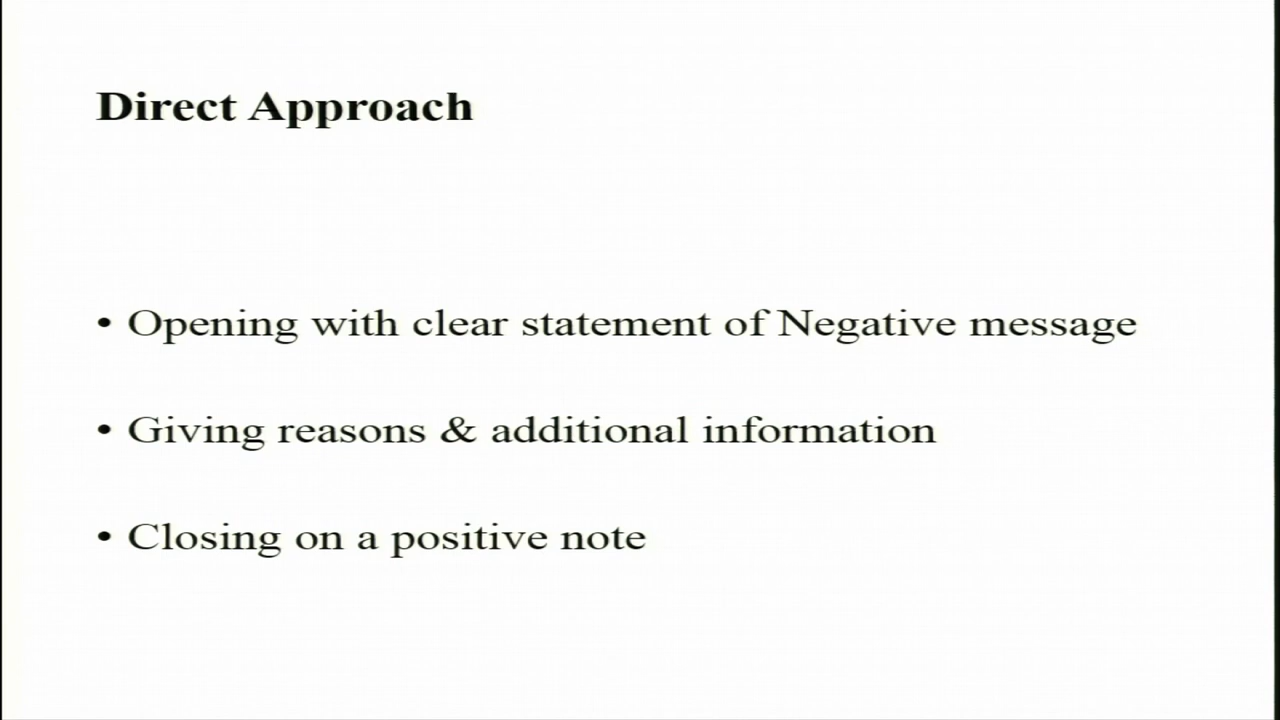 Direct Approach
• Opening with clear statement of Negative message
• Giving reasons & additional information
• Closing on a positive note